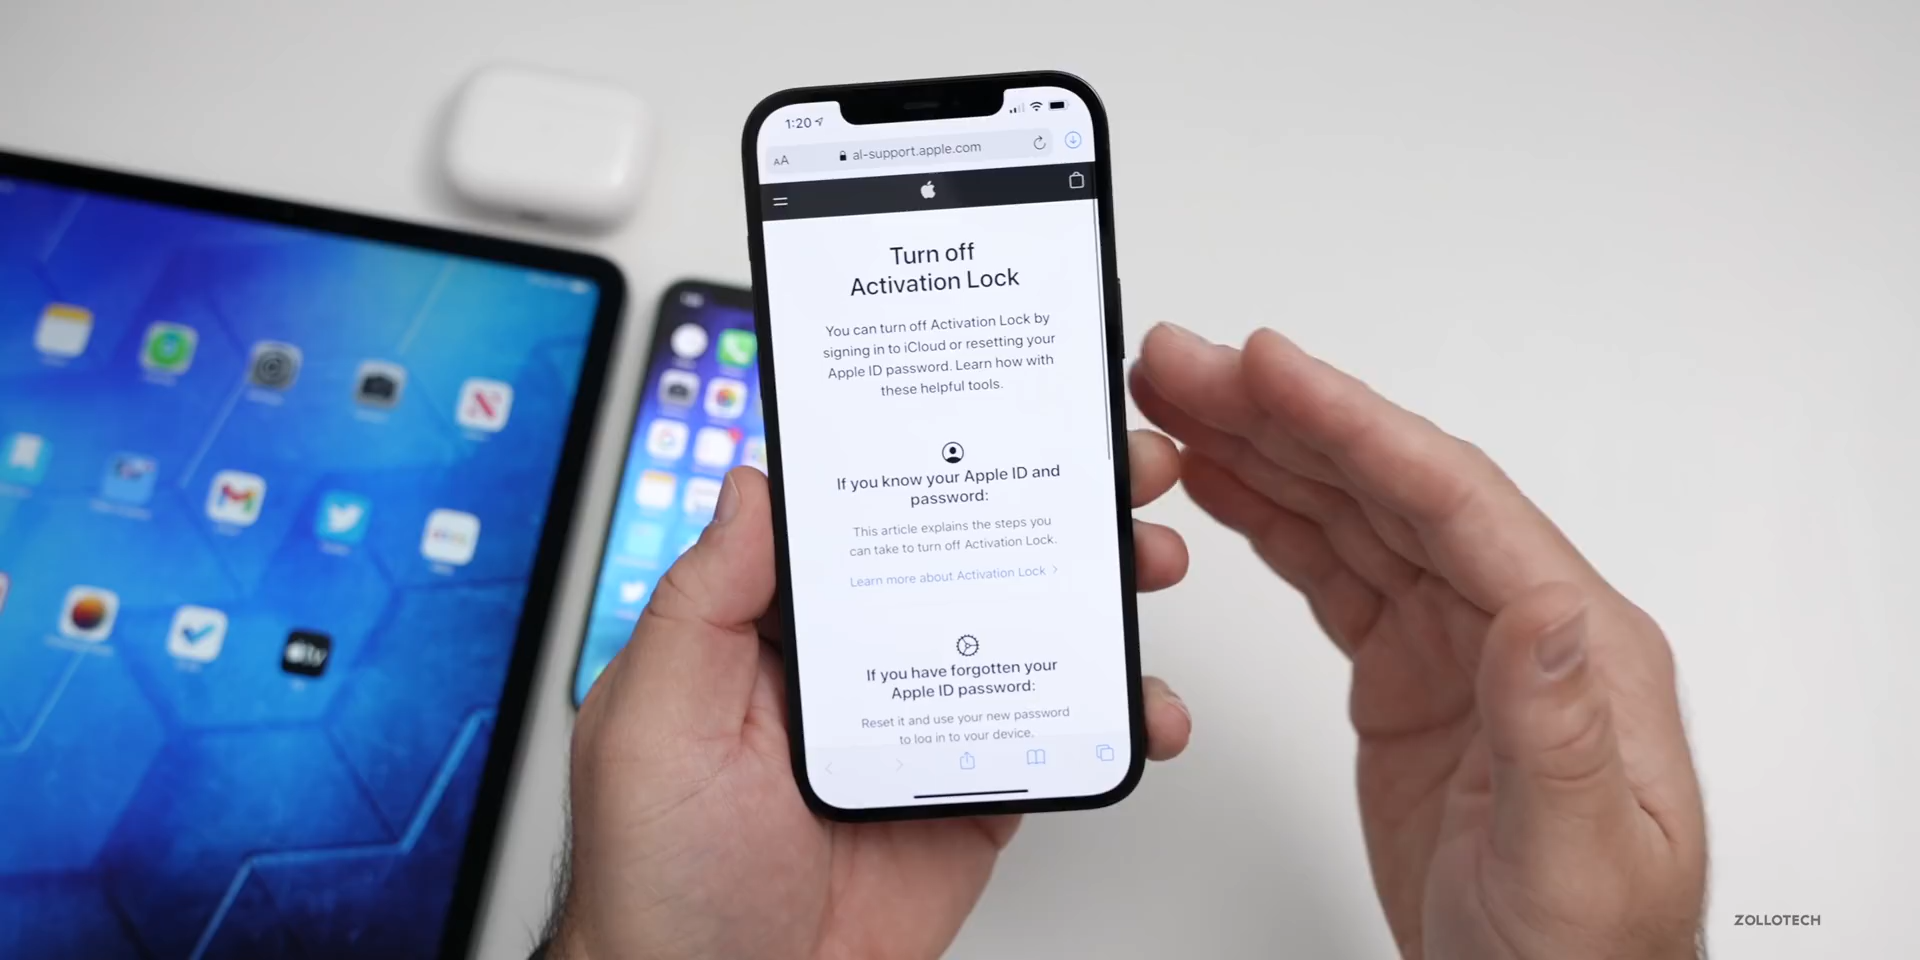 1:20
AA
al-support.apple.com
Turn off
Activation Lock
You can turn off Activation Lock by
signing in to iCloud or resetting your
Apple ID password. Learn how with
these helpful tools.
If you know your Apple ID and
password:
This article explains the steps you
can take to turn off Activation Lock.
Learn more about Activation Lock >
If you have forgotten your
Apple ID password:
Reset it and use your new password
to log in to your device.
tv
ZOLLOTECH